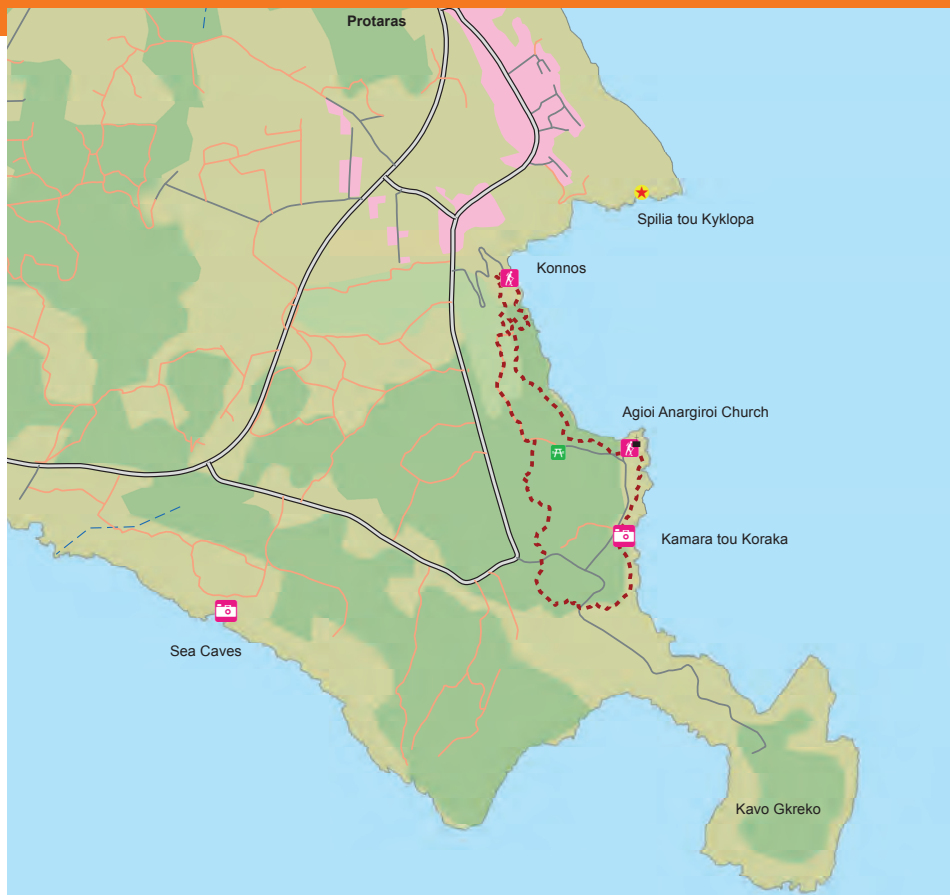 Protaras
Spilia tou Kyklopa
Konnos
Agioi Anargiroi Church
Kamara tou Koraka
Sea Caves
Kavo Gkreko